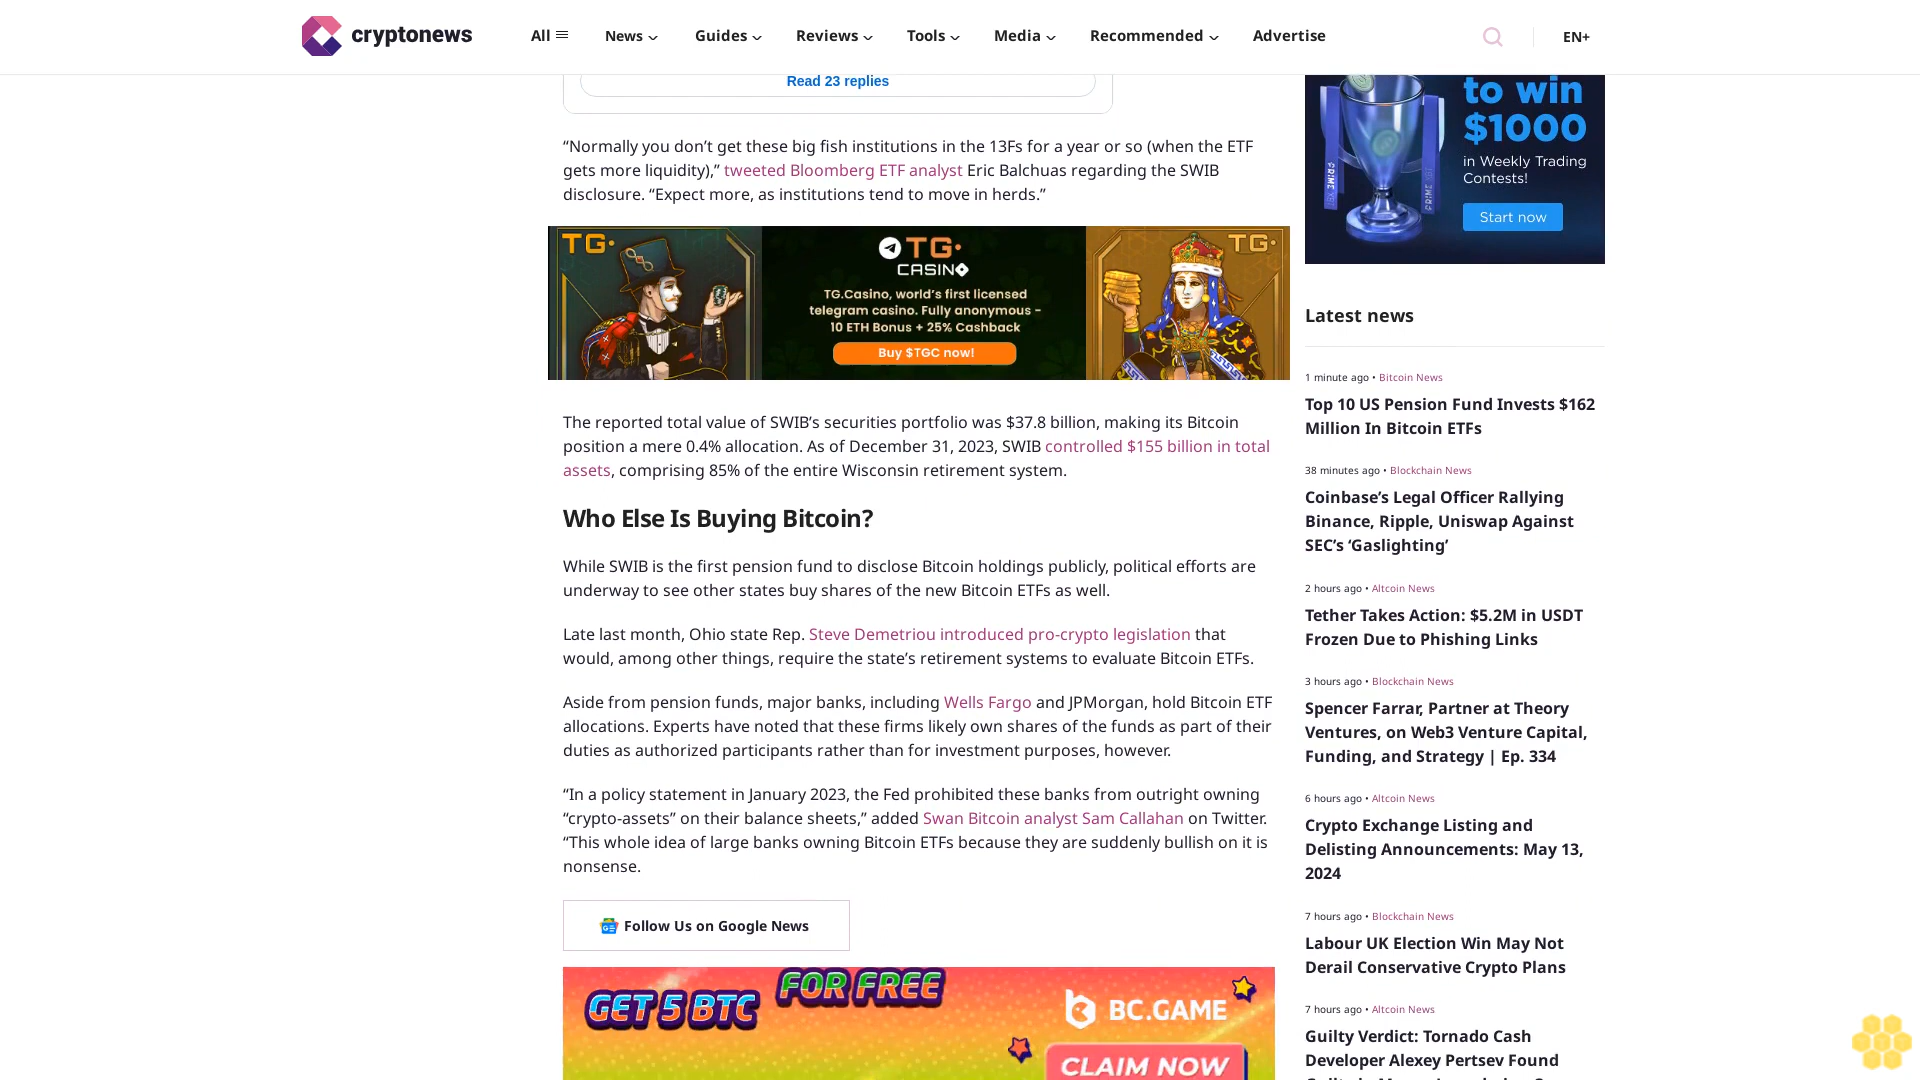 cryptonews
All
News
Guides
Reviews
Tools
Media
Recommended
Advertise
EN+
Read 23 replies
“Normally you don’t get these big fish institutions in the 13Fs for a year or so (when the ETF
gets more liquidity),” tweeted Bloomberg ETF analyst Eric Balchuas regarding the SWIB
disclosure. “Expect more, as institutions tend to move in herds.”
TG.
TG.
CASINO
TG.Casino, world’s first licensed
telegram casino. Fully anonymous -
10 ETH Bonus + 25% Cashback
Buy $TGC now!
TG.
The reported total value of SWIB’s securities portfolio was $37.8 billion, making its Bitcoin
position a mere 0.4% allocation. As of December 31, 2023, SWIB controlled $155 billion in total
assets, comprising 85% of the entire Wisconsin retirement system.
Who Else Is Buying Bitcoin?
While SWIB is the first pension fund to disclose Bitcoin holdings publicly, political efforts are
underway to see other states buy shares of the new Bitcoin ETFs as well.
Late last month, Ohio state Rep. Steve Demetriou introduced pro-crypto legislation that
would, among other things, require the state’s retirement systems to evaluate Bitcoin ETFs.
Aside from pension funds, major banks, including Wells Fargo and JPMorgan, hold Bitcoin ETF
allocations. Experts have noted that these firms likely own shares of the funds as part of their
duties as authorized participants rather than for investment purposes, however.
“In a policy statement in January 2023, the Fed prohibited these banks from outright owning
“crypto-assets” on their balance sheets,” added Swan Bitcoin analyst Sam Callahan on Twitter.
“This whole idea of large banks owning Bitcoin ETFs because they are suddenly bullish on it is
nonsense.
Follow Us on Google News
GET 5 BTC
FOR FREE
BC.GAME
CLAIM NOW
to win
$1000
in Weekly Trading
Contests!
Start now
Latest news
1 minute ago • Bitcoin News
Top 10 US Pension Fund Invests $162
Million In Bitcoin ETFs
38 minutes ago • Blockchain News
Coinbase’s Legal Officer Rallying
Binance, Ripple, Uniswap Against
SEC’s ‘Gaslighting’
2 hours ago • Altcoin News
Tether Takes Action: $5.2M in USDT
Frozen Due to Phishing Links
3 hours ago • Blockchain News
Spencer Farrar, Partner at Theory
Ventures, on Web3 Venture Capital,
Funding, and Strategy | Ep. 334
6 hours ago • Altcoin News
Crypto Exchange Listing and
Delisting Announcements: May 13,
2024
7 hours ago • Blockchain News
Labour UK Election Win May Not
Derail Conservative Crypto Plans
7 hours ago • Altcoin News
Guilty Verdict: Tornado Cash
Developer Alexey Pertsev Found